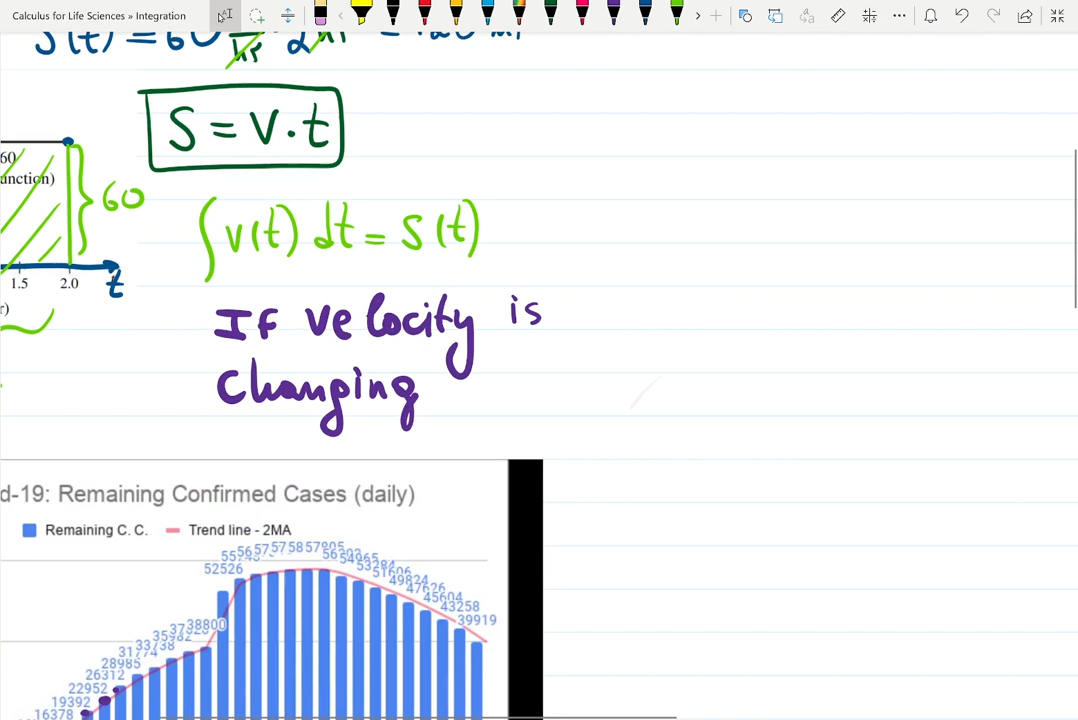 Calculus for Life Sciences » Integration
S = v · t
60
unction)
60
1.5 2.0 t
r)
∫ v(t) dt = S(t)
If velocity is
changing
d-19: Remaining Confirmed Cases (daily)
Remaining C. C. Trend line - 2MA
52526
54965
53284
51606
49824
47626
45604
43258
39919
38800
35982
33738
31774
28985
26312
22952
19392
16378